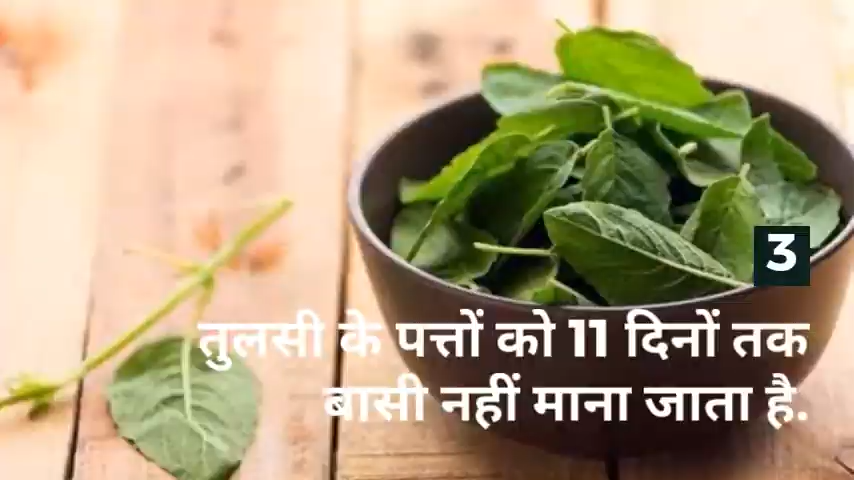 3
तुलसी के पत्तों को 11 दिनों तक
बासी नहीं माना जाता है.